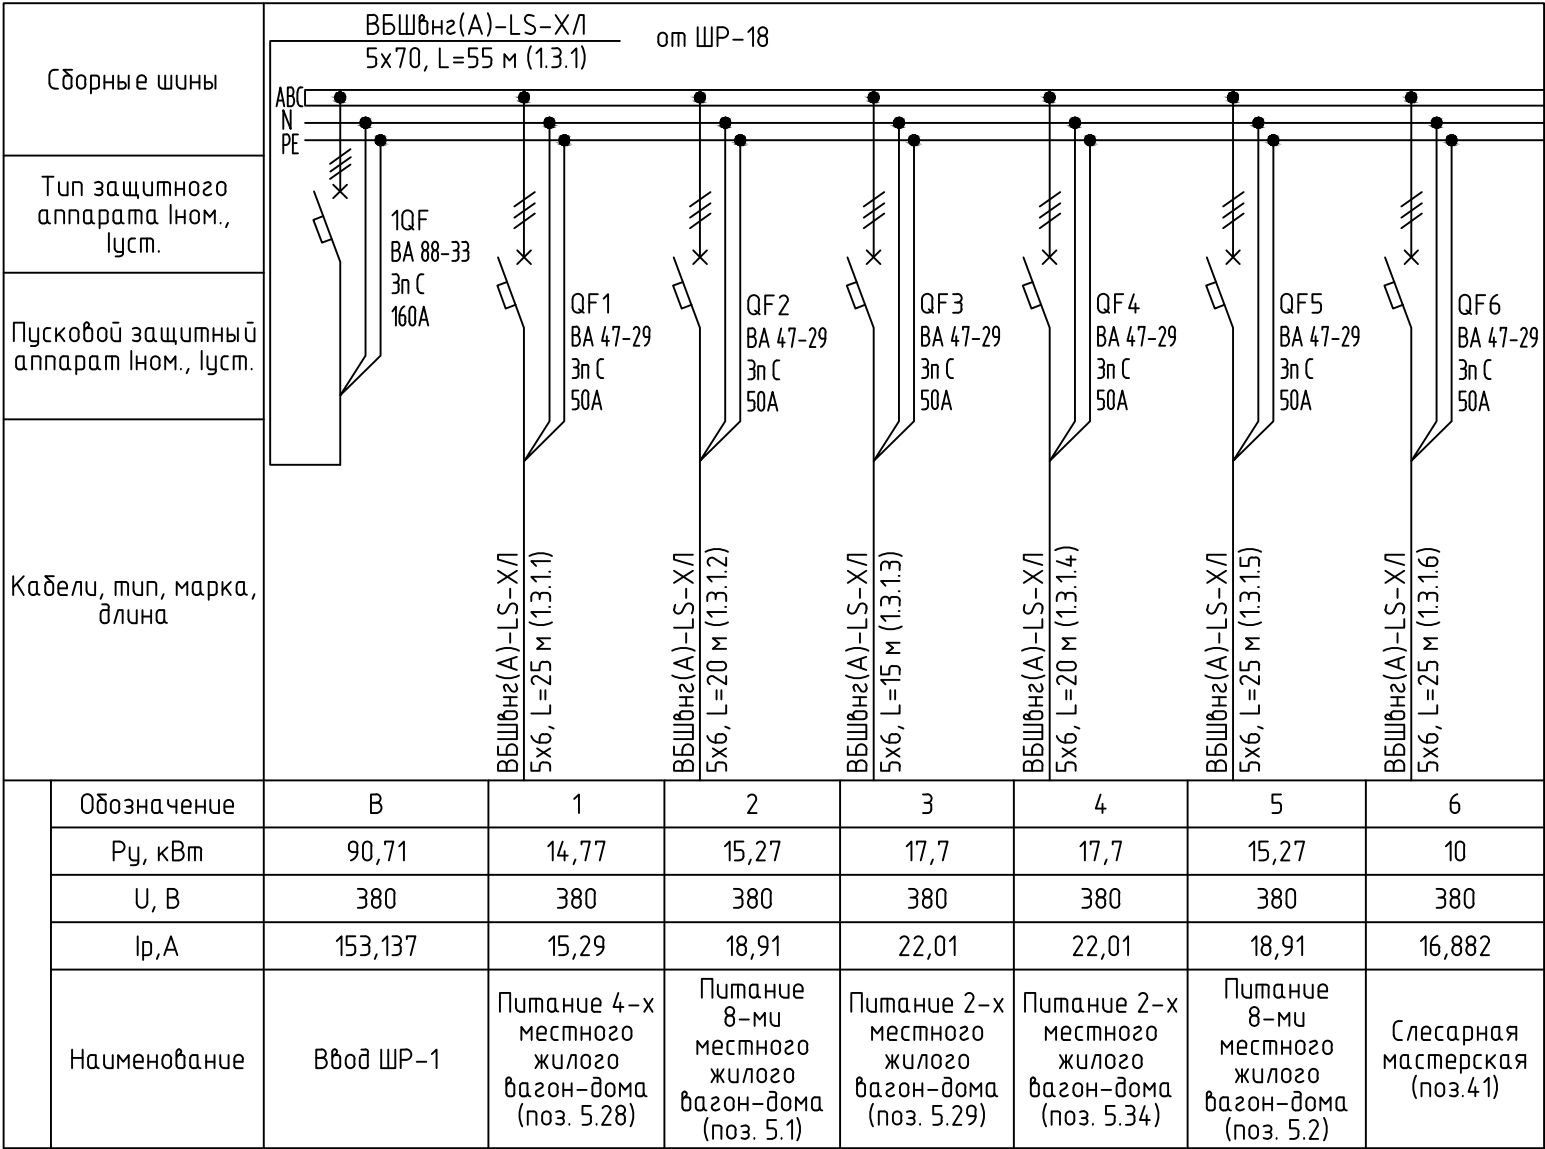 Сборные шины
ВБШвнг(А)-LS-ХЛ
5x70, L=55 м (1.3.1)
от ШР-18
ABC
N
PE
Тип защитного
аппарата Iном.,
Iуст.
Пусковой защитный
аппарат Iном., Iуст.
1QF
ВА 88-33
3п С
160А
QF1
ВА 47-29
3п С
50А
QF2
ВА 47-29
3п С
50А
QF3
ВА 47-29
3п С
50А
QF4
ВА 47-29
3п С
50А
QF5
ВА 47-29
3п С
50А
QF6
ВА 47-29
3п С
50А
Кабели, тип, марка,
длина
ВБШвнг(А)-LS-ХЛ
5x6, L=25 м (1.3.1.1)
ВБШвнг(А)-LS-ХЛ
5x6, L=20 м (1.3.1.2)
ВБШвнг(А)-LS-ХЛ
5x6, L=15 м (1.3.1.3)
ВБШвнг(А)-LS-ХЛ
5x6, L=20 м (1.3.1.4)
ВБШвнг(А)-LS-ХЛ
5x6, L=25 м (1.3.1.5)
ВБШвнг(А)-LS-ХЛ
5x6, L=25 м (1.3.1.6)
Обозначение В 1 2 3 4 5 6
Ру, кВт 90,71 14,77 15,27 17,7 17,7 15,27 10
U, В 380 380 380 380 380 380 380
Iр,А 153,137 15,29 18,91 22,01 22,01 18,91 16,882
Наименование
Ввод ШР-1
Питание 4-х
местного
жилого
вагон-дома
(поз. 5.28)
Питание
8-ми
местного
жилого
вагон-дома
(поз. 5.1)
Питание 2-х
местного
жилого
вагон-дома
(поз. 5.29)
Питание 2-х
местного
жилого
вагон-дома
(поз. 5.34)
Питание
8-ми
местного
жилого
вагон-дома
(поз. 5.2)
Слесарная
мастерская
(поз.41)